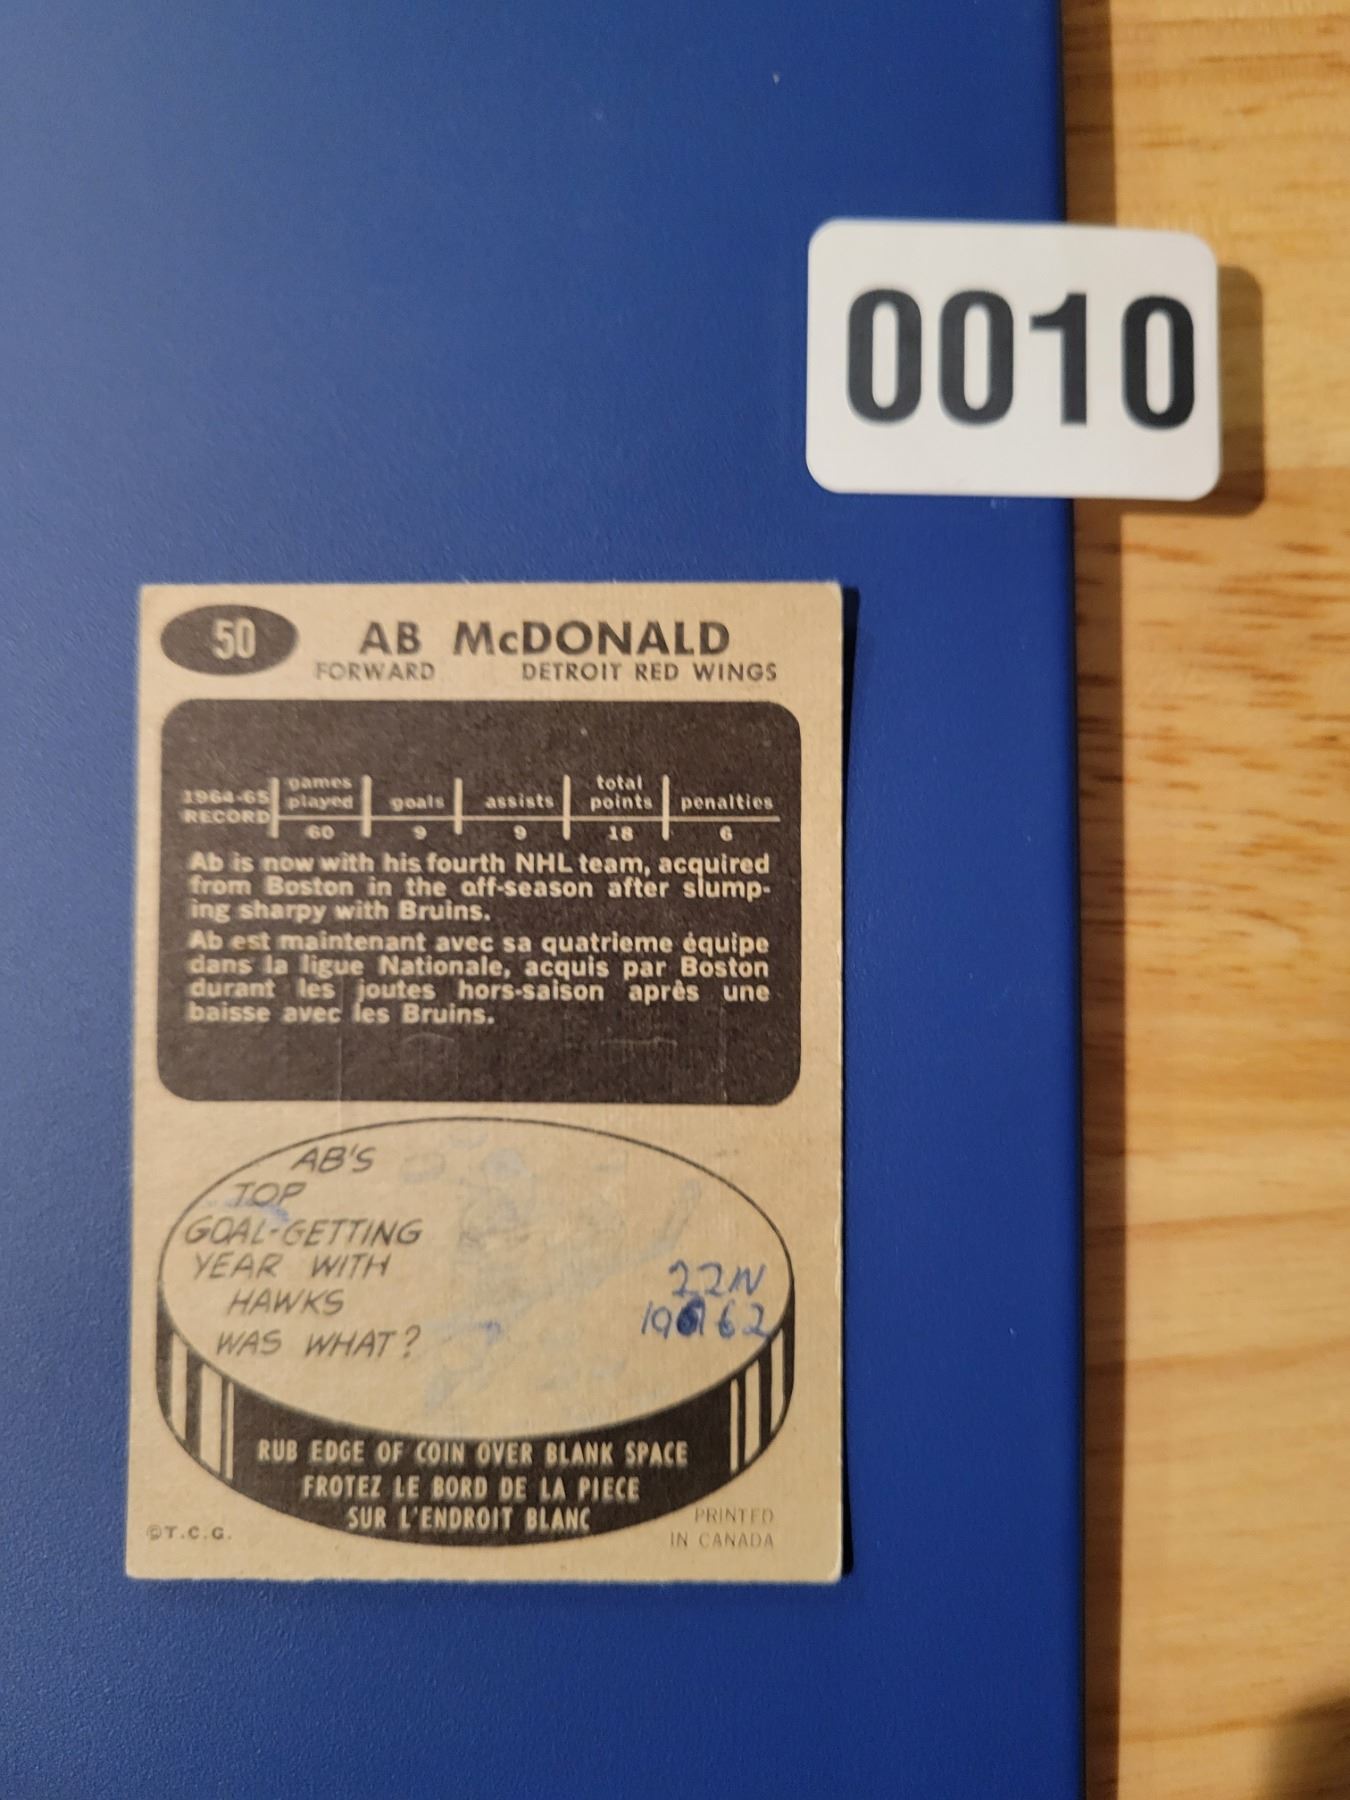 0010
50
AB McDONALD
FORWARD DETROIT RED WINGS
1964-65 RECORD games played goals assists total points penalties
60 9 9 18 6
Ab is now with his fourth NHL team, acquired
from Boston in the off-season after slump-
ing sharpy with Bruins.
Ab est maintenant avec sa quatrieme équipe
dans la ligue Nationale, acquis par Boston
durant les joutes hors-saison après une
baisse avec les Bruins.
AB'S
TOP
GOAL-GETTING
YEAR WITH
HAWKS
WAS WHAT?
22 IN
1962
RUB EDGE OF COIN OVER BLANK SPACE
FROTEZ LE BORD DE LA PIECE
SUR L'ENDROIT BLANC
©T.C.G.
PRINTED
IN CANADA